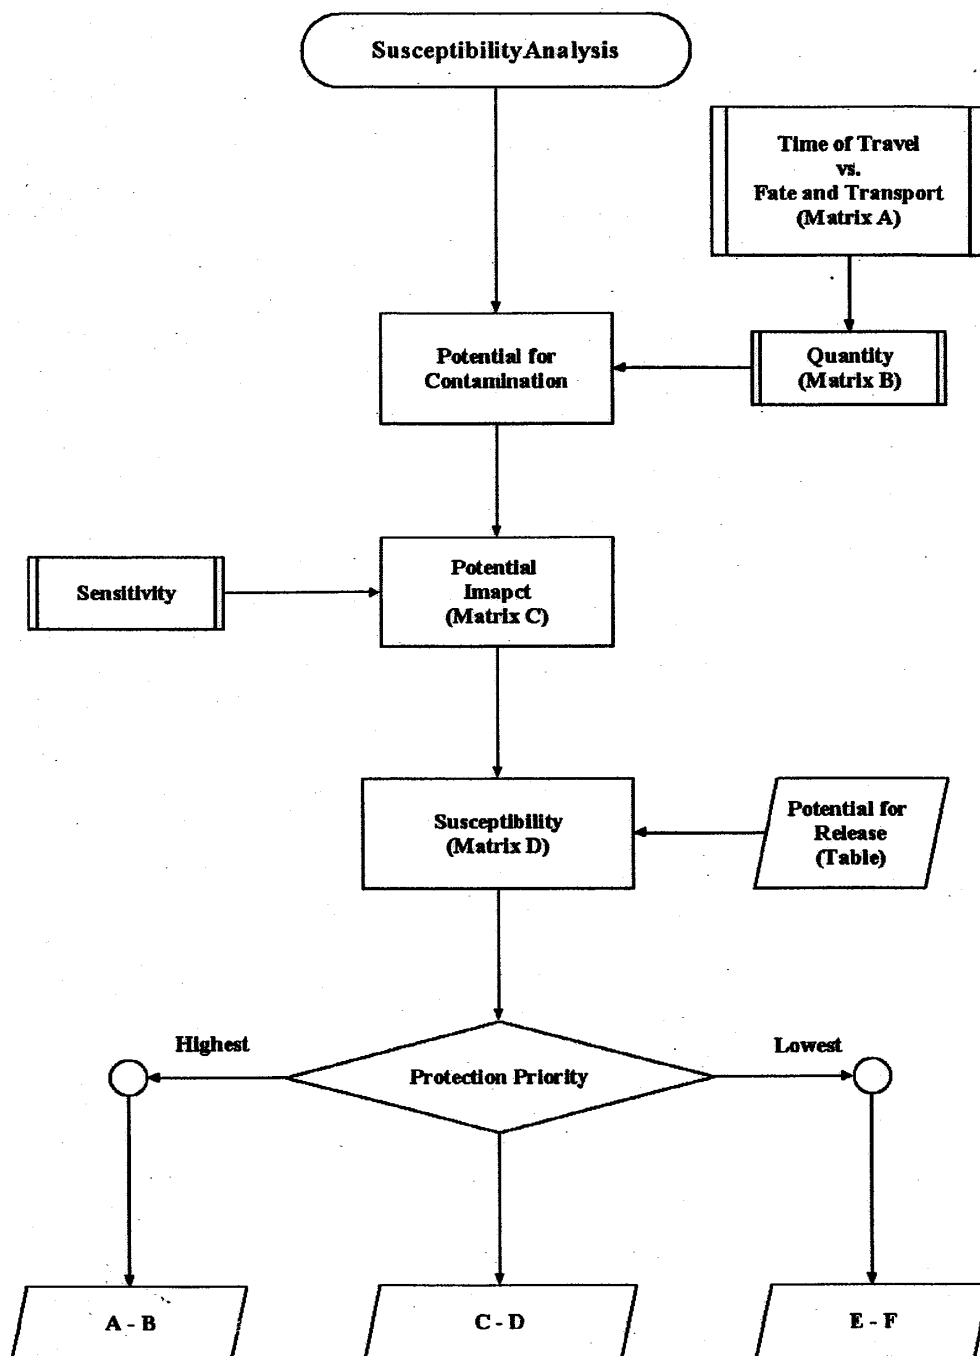 Susceptibility Analysis
Time of Travel
vs.
Fate and Transport
(Matrix A)
Potential for
Contamination
Quantity
(Matrix B)
Sensitivity
Potential
Imapct
(Matrix C)
Susceptibility
(Matrix D)
Potential for
Release
(Table)
Highest
Lowest
Protection Priority
A - B
C - D
E - F